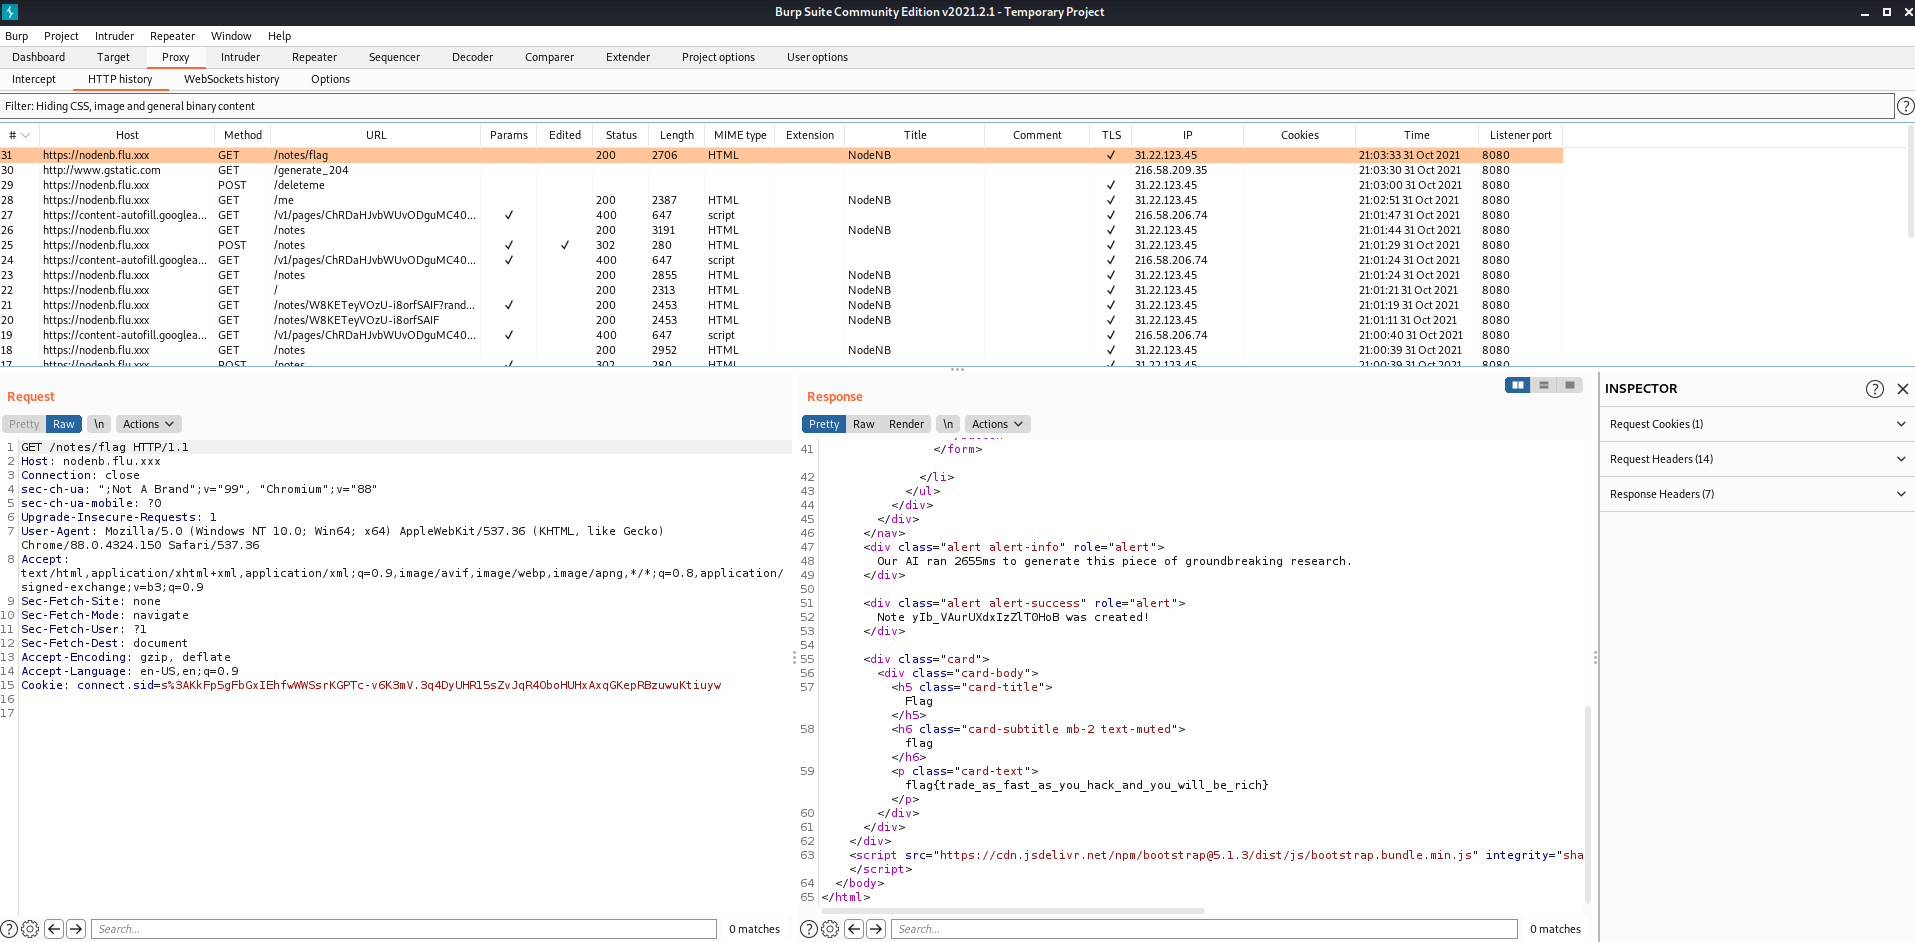 Burp Suite Community Edition v2021.2.1 - Temporary Project
Burp Project Intruder Repeater Window Help
Dashboard Target Proxy Intruder Repeater Sequencer Decoder Comparer Extender Project options User options
Intercept HTTP history WebSockets history Options
Filter: Hiding CSS, image and general binary content
# Host Method URL Params Edited Status Length MIME type Extension Title Comment TLS IP Cookies Time Listener port
31 https://nodenb.flu.xxx GET /notes/flag 200 2706 HTML NodeNB ✓ 31.22.123.45 21:03:33 31 Oct 2021 8080
30 http://www.gstatic.com GET /generate_204 216.58.209.35 21:03:30 31 Oct 2021 8080
29 https://nodenb.flu.xxx POST /deleteme ✓ 31.22.123.45 21:03:00 31 Oct 2021 8080
28 https://nodenb.flu.xxx GET /me 200 2387 HTML NodeNB ✓ 31.22.123.45 21:02:51 31 Oct 2021 8080
27 https://content-autofill.googlea... GET /v1/pages/ChRDaHJvbWUvODguMC40... ✓ 400 647 script ✓ 216.58.206.74 21:01:47 31 Oct 2021 8080
26 https://nodenb.flu.xxx GET /notes 200 3191 HTML NodeNB ✓ 31.22.123.45 21:01:44 31 Oct 2021 8080
25 https://nodenb.flu.xxx POST /notes ✓ ✓ 302 280 HTML ✓ 31.22.123.45 21:01:29 31 Oct 2021 8080
24 https://content-autofill.googlea... GET /v1/pages/ChRDaHJvbWUvODguMC40... ✓ 400 647 script ✓ 216.58.206.74 21:01:24 31 Oct 2021 8080
23 https://nodenb.flu.xxx GET /notes 200 2855 HTML NodeNB ✓ 31.22.123.45 21:01:24 31 Oct 2021 8080
22 https://nodenb.flu.xxx GET / 200 2313 HTML NodeNB ✓ 31.22.123.45 21:01:21 31 Oct 2021 8080
21 https://nodenb.flu.xxx GET /notes/W8KETeyVOzU-i8orfSAIF?rand... ✓ 200 2453 HTML NodeNB ✓ 31.22.123.45 21:01:19 31 Oct 2021 8080
20 https://nodenb.flu.xxx GET /notes/W8KETeyVOzU-i8orfSAIF 200 2453 HTML NodeNB ✓ 31.22.123.45 21:01:11 31 Oct 2021 8080
19 https://content-autofill.googlea... GET /v1/pages/ChRDaHJvbWUvODguMC40... ✓ 400 647 script ✓ 216.58.206.74 21:00:40 31 Oct 2021 8080
18 https://nodenb.flu.xxx GET /notes 200 2952 HTML NodeNB ✓ 31.22.123.45 21:00:39 31 Oct 2021 8080
17 https://nodenb.flu.xxx POST /notes ✓ 302 280 HTML ✓ 31.22.123.45 21:00:39 31 Oct 2021 8080
Request
Pretty Raw \n Actions
1 GET /notes/flag HTTP/1.1
2 Host: nodenb.flu.xxx
3 Connection: close
4 sec-ch-ua: ";Not A Brand";v="99", "Chromium";v="88"
5 sec-ch-ua-mobile: ?0
6 Upgrade-Insecure-Requests: 1
7 User-Agent: Mozilla/5.0 (Windows NT 10.0; Win64; x64) AppleWebKit/537.36 (KHTML, like Gecko)
Chrome/88.0.4324.150 Safari/537.36
8 Accept:
text/html,application/xhtml+xml,application/xml;q=0.9,image/avif,image/webp,image/apng,*/*;q=0.8,application/
signed-exchange;v=b3;q=0.9
9 Sec-Fetch-Site: none
10 Sec-Fetch-Mode: navigate
11 Sec-Fetch-User: ?1
12 Sec-Fetch-Dest: document
13 Accept-Encoding: gzip, deflate
14 Accept-Language: en-US,en;q=0.9
15 Cookie: connect.sid=s%3AKkFp5gFbGxIEhfwWWSsrKGPTc-v6K3mV.3q4DyUHR15sZvJqR4OboHUHxAxqGKepRBzuwuKtiuyw
16
17
Search... 0 matches
Response
Pretty Raw Render \n Actions
41 </form>
42 </li>
43 </ul>
44 </div>
45 </div>
46 </nav>
47 <div class="alert alert-info" role="alert">
48 Our AI ran 2655ms to generate this piece of groundbreaking research.
49 </div>
50
51 <div class="alert alert-success" role="alert">
52 Note yIb_VAurUXdxIzZlTOHoB was created!
53 </div>
54
55 <div class="card">
56 <div class="card-body">
57 <h5 class="card-title">
Flag
</h5>
58 <h6 class="card-subtitle mb-2 text-muted">
flag
</h6>
59 <p class="card-text">
flag{trade_as_fast_as_you_hack_and_you_will_be_rich}
</p>
60 </div>
61 </div>
62 </div>
63 <script src="https://cdn.jsdelivr.net/npm/bootstrap@5.1.3/dist/js/bootstrap.bundle.min.js" integrity="sha
</script>
64 </body>
65 </html>
Search... 0 matches
INSPECTOR
Request Cookies (1)
Request Headers (14)
Response Headers (7)